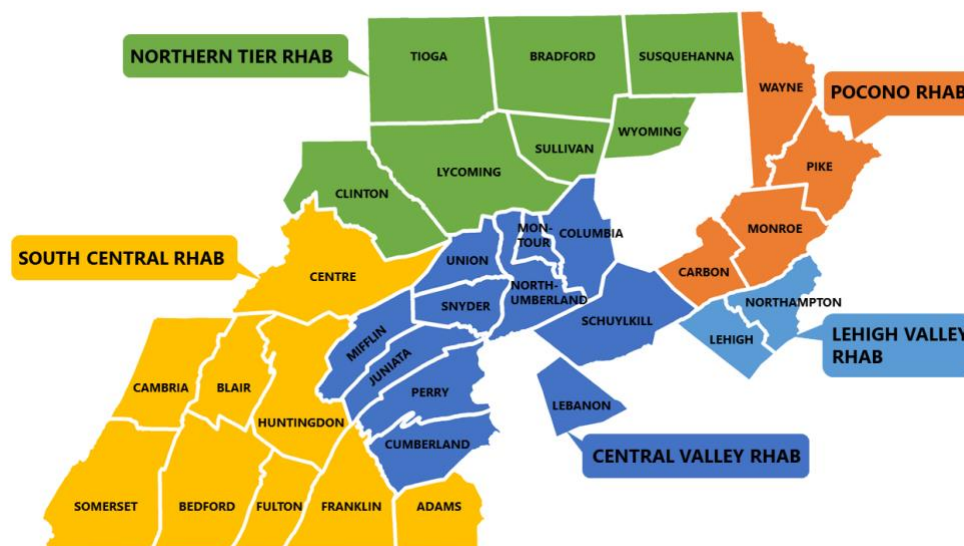 NORTHERN TIER RHAB
TIOGA
BRADFORD
SUSQUEHANNA
WAYNE
POCONO RHAB
WYOMING
SULLIVAN
LYCOMING
PIKE
CLINTON
MON-
TOUR
COLUMBIA
MONROE
SOUTH CENTRAL RHAB
CENTRE
UNION
CARBON
NORTH-
UMBERLAND
SNYDER
NORTHAMPTON
SCHUYLKILL
LEHIGH
LEHIGH VALLEY
RHAB
MIFFLIN
JUNIATA
CAMBRIA
BLAIR
PERRY
LEBANON
HUNTINGDON
CUMBERLAND
CENTRAL VALLEY RHAB
SOMERSET
BEDFORD
FULTON
FRANKLIN
ADAMS